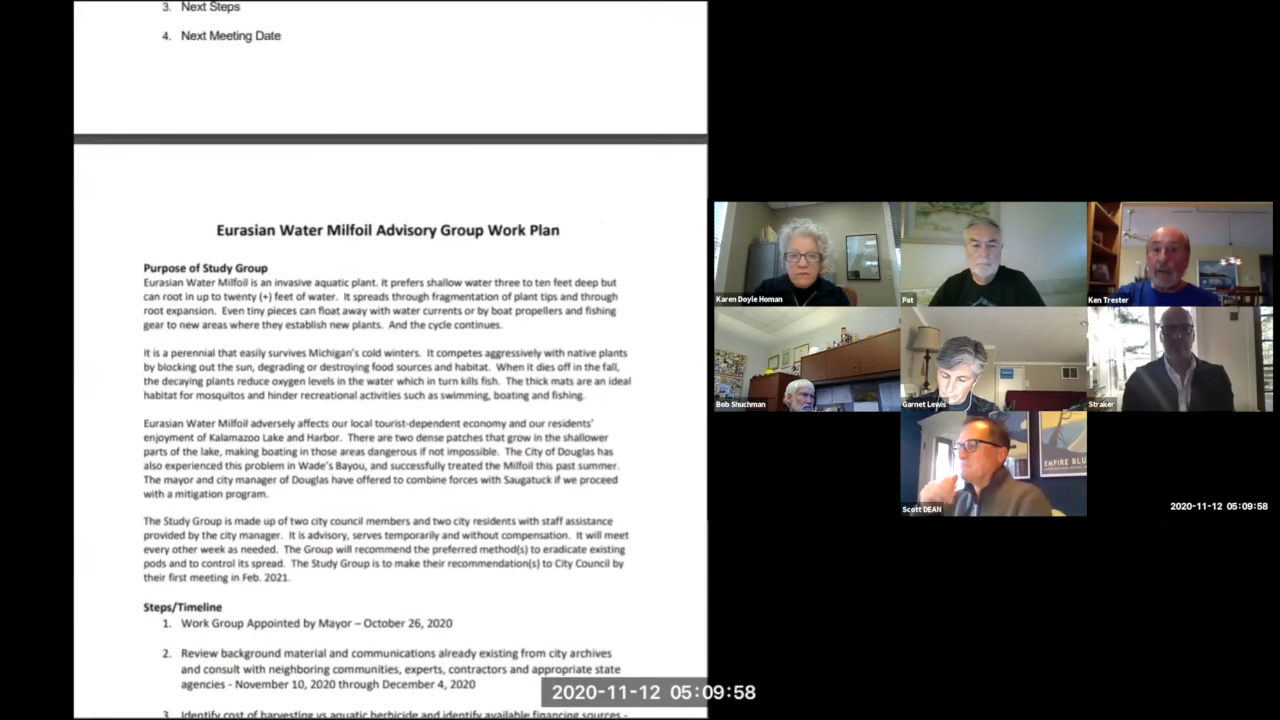 3. Next Steps
4. Next Meeting Date
Eurasian Water Milfoil Advisory Group Work Plan
Purpose of Study Group
Eurasian Water Milfoil is an invasive aquatic plant. It prefers shallow water three to ten feet deep but
can root in up to twenty (+) feet of water. It spreads through fragmentation of plant tips and through
root expansion. Even tiny pieces can float away with water currents or by boat propellers and fishing
gear to new areas where they establish new plants. And the cycle continues.
It is a perennial that easily survives Michigan's cold winters. It competes aggressively with native plants
by blocking out the sun, degrading or destroying food sources and habitat. When it dies off in the fall,
the decaying plants reduce oxygen levels in the water which in turn kills fish. The thick mats are an ideal
habitat for mosquitos and hinder recreational activities such as swimming, boating and fishing.
Eurasian Water Milfoil adversely affects our local tourist-dependent economy and our residents'
enjoyment of Kalamazoo Lake and Harbor. There are two dense patches that grow in the shallower
parts of the lake, making boating in those areas dangerous if not impossible. The City of Douglas has
also experienced this problem in Wade's Bayou, and successfully treated the Milfoil this past summer.
The mayor and city manager of Douglas have offered to combine forces with Saugatuck if we proceed
with a mitigation program.
The Study Group is made up of two city council members and two city residents with staff assistance
provided by the city manager. It is advisory, serves temporarily and without compensation. It will meet
every other week as needed. The Group will recommend the preferred method(s) to eradicate existing
pods and to control its spread. The Study Group is to make their recommendation(s) to City Council by
their first meeting in Feb. 2021.
Steps/Timeline
1. Work Group Appointed by Mayor – October 26, 2020
2. Review background material and communications already existing from city archives
and consult with neighboring communities, experts, contractors and appropriate state
agencies - November 10, 2020 through December 4, 2020
3. Identify cost of harvesting vs aquatic herbicide and identify available financing sources -
Karen Doyle Homan
Pat
Ken Trester
Bob Shuchman
Garnet Lewis
Straker
EMPIRE BLU
Scott DEAN
2020-11-12 05:09:58
2020-11-12 05:09:58